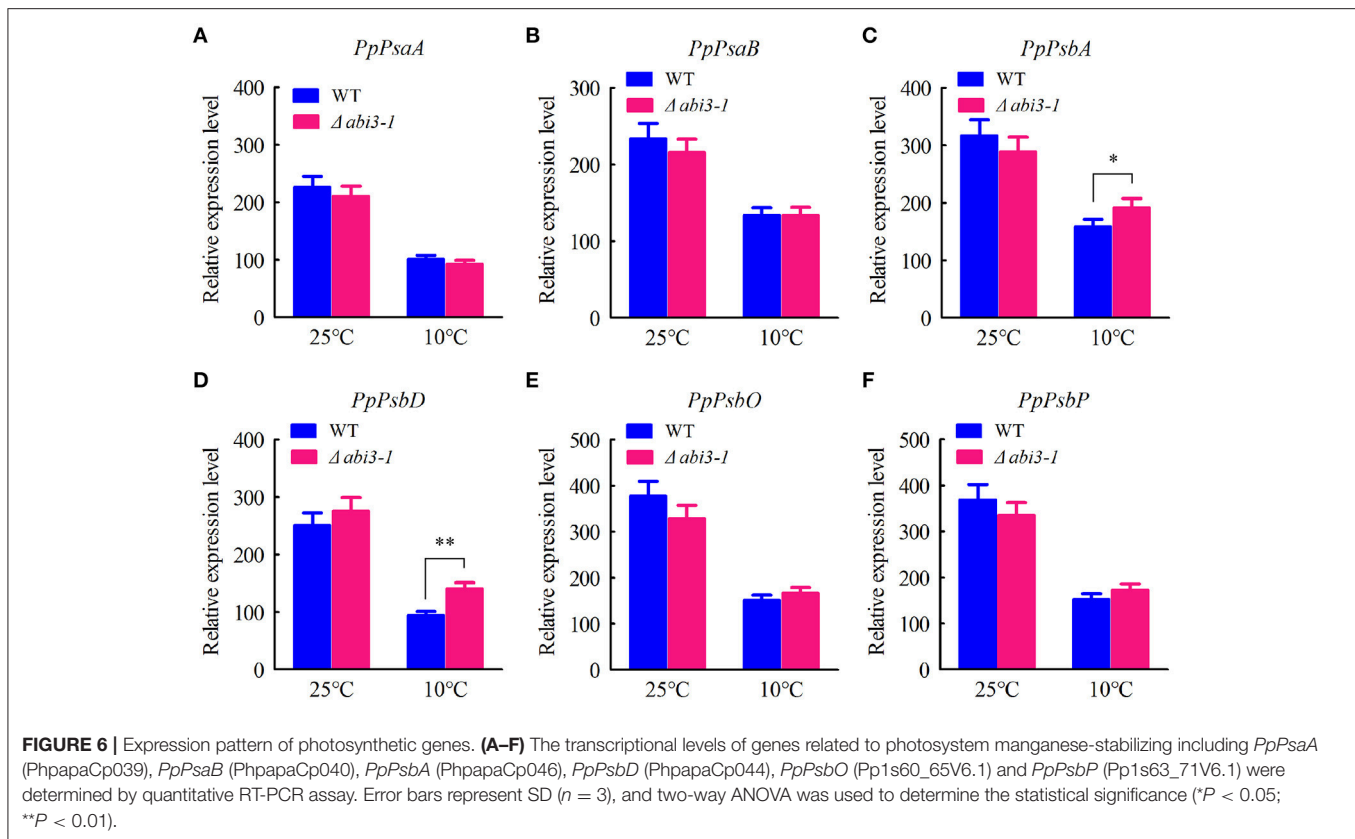 A
PpPsaA
Relative expression level
400
300
200
100
0
WT
Δabi3-1
25°C
10°C
B
PpPsaB
Relative expression level
300
200
100
0
WT
Δabi3-1
25°C
10°C
C
PpPsbA
Relative expression level
400
300
200
100
0
WT
Δabi3-1
*
25°C
10°C
D
PpPsbD
Relative expression level
400
300
200
100
0
WT
Δabi3-1
**
25°C
10°C
E
PpPsbO
Relative expression level
500
400
300
200
100
0
WT
Δabi3-1
25°C
10°C
F
PpPsbP
Relative expression level
500
400
300
200
100
0
WT
Δabi3-1
25°C
10°C
FIGURE 6 | Expression pattern of photosynthetic genes. (A–F) The transcriptional levels of genes related to photosystem manganese-stabilizing including PpPsaA
(PhpapaCp039), PpPsaB (PhpapaCp040), PpPsbA (PhpapaCp046), PpPsbD (PhpapaCp044), PpPsbO (Pp1s60_65V6.1) and PpPsbP (Pp1s63_71V6.1) were
determined by quantitative RT-PCR assay. Error bars represent SD (n = 3), and two-way ANOVA was used to determine the statistical significance (*P < 0.05;
**P < 0.01).